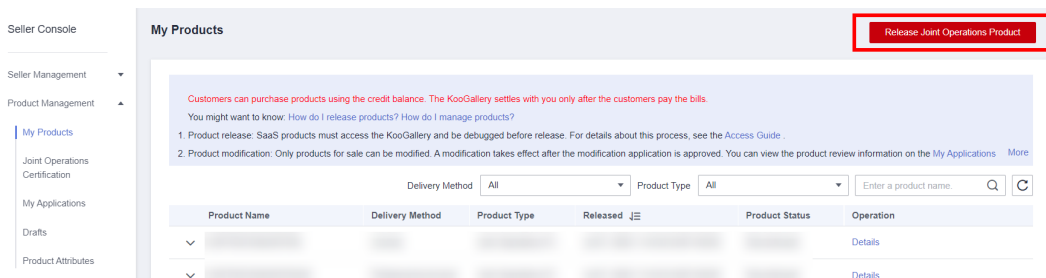 Seller Console
My Products
Release Joint Operations Product
Seller Management
Product Management
My Products
Joint Operations
Certification
My Applications
Drafts
Product Attributes
Customers can purchase products using the credit balance. The KooGallery settles with you only after the customers pay the bills.
You might want to know: How do I release products? How do I manage products?
1. Product release: SaaS products must access the KooGallery and be debugged before release. For details about this process, see the Access Guide .
2. Product modification: Only products for sale can be modified. A modification takes effect after the modification application is approved. You can view the product review information on the My Applications More
Delivery Method All Product Type All Enter a product name.
Product Name Delivery Method Product Type Released Product Status Operation
Details
Details